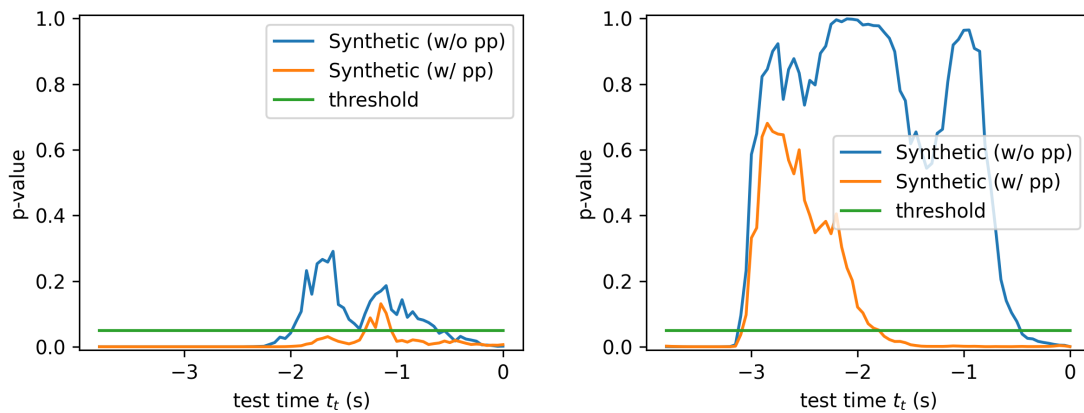 1.0
0.8
0.6
0.4
0.2
0.0
p-value
−3
−2
−1
0
test time t_t (s)
Synthetic (w/o pp)
Synthetic (w/ pp)
threshold
1.0
0.8
0.6
0.4
0.2
0.0
p-value
−3
−2
−1
0
test time t_t (s)
Synthetic (w/o pp)
Synthetic (w/ pp)
threshold